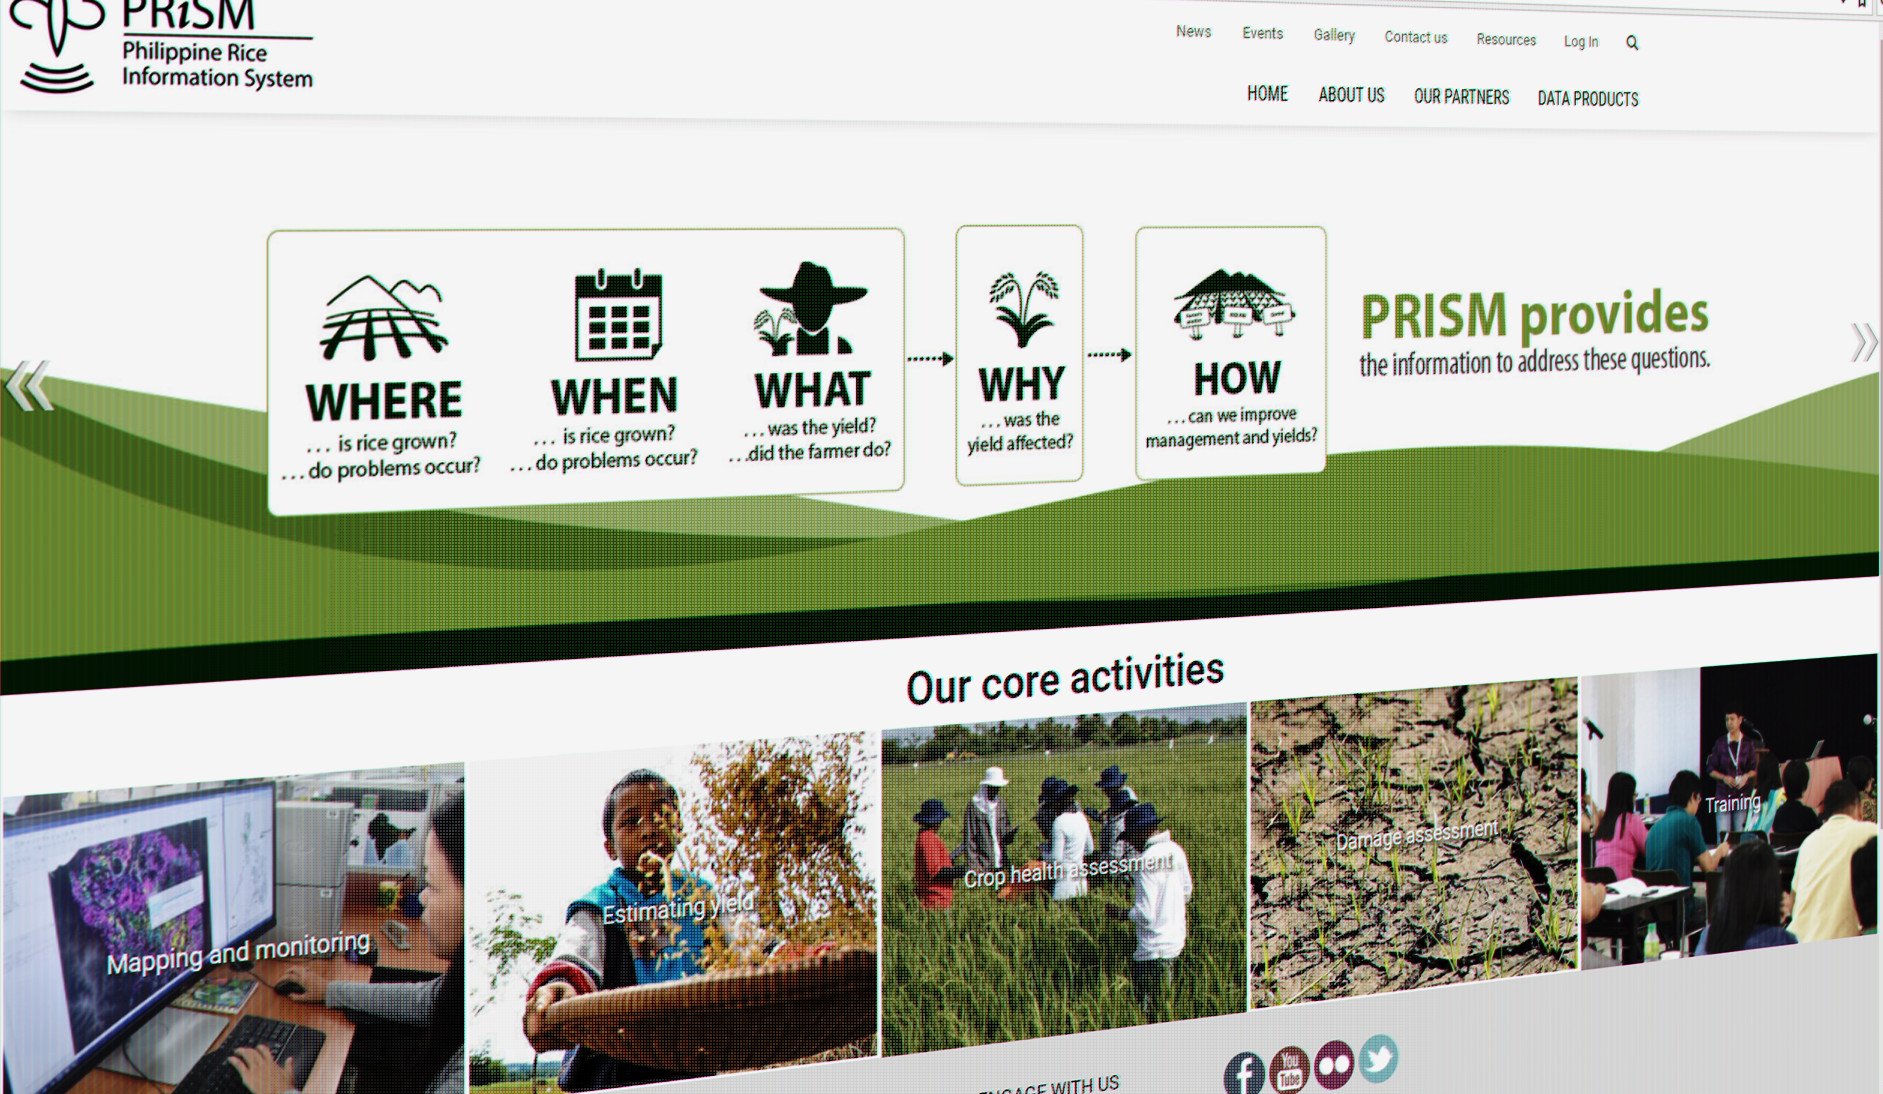 PRiSM
Philippine Rice
Information System
News Events Gallery Contact us Resources Log In
HOME ABOUT US OUR PARTNERS DATA PRODUCTS
WHERE
... is rice grown?
...do problems occur?
WHEN
... is rice grown?
...do problems occur?
WHAT
...was the yield?
...did the farmer do?
WHY
...was the
yield affected?
HOW
...can we improve
management and yields?
PRISM provides
the information to address these questions.
Our core activities
Mapping and monitoring
Estimating yield
Crop health assessment
Damage assessment
Training
ENGAGE WITH US
You
Tube